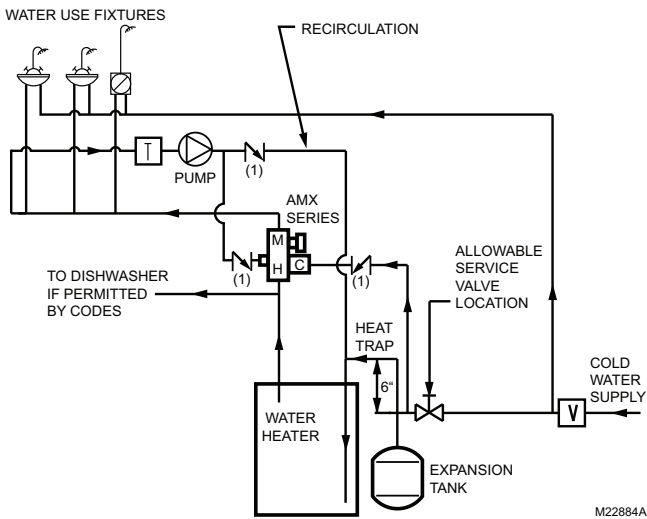 WATER USE FIXTURES
RECIRCULATION
T
PUMP
(1)
AMX
SERIES
M
H
C
(1)
(1)
ALLOWABLE
SERVICE
VALVE
LOCATION
TO DISHWASHER
IF PERMITTED
BY CODES
HEAT
TRAP
6"
COLD
WATER
SUPPLY
V
WATER
HEATER
EXPANSION
TANK
M22884A